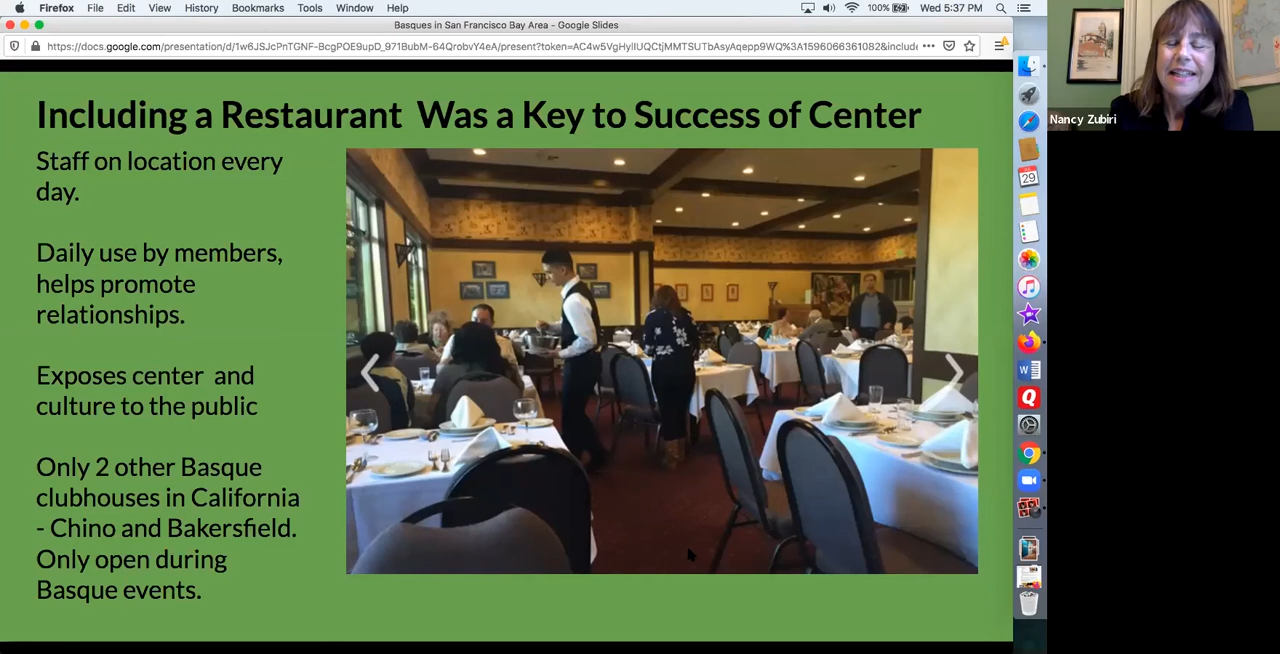 Firefox File Edit View History Bookmarks Tools Window Help 100% Wed 5:37 PM
Basques in San Francisco Bay Area - Google Slides
https://docs.google.com/presentation/d/1w6JSJcPnTGNF-BcgPOE9upD_971BubM-64QrobvY4eA/present?token=AC4w5VgHylIUQCtjMMTSUTbAsyAqepp9WQ%3A1596066361082&include
Including a Restaurant Was a Key to Success of Center
Staff on location every
day.
Daily use by members,
helps promote
relationships.
Exposes center and
culture to the public
Only 2 other Basque
clubhouses in California
- Chino and Bakersfield.
Only open during
Basque events.
Nancy Zubiri
29